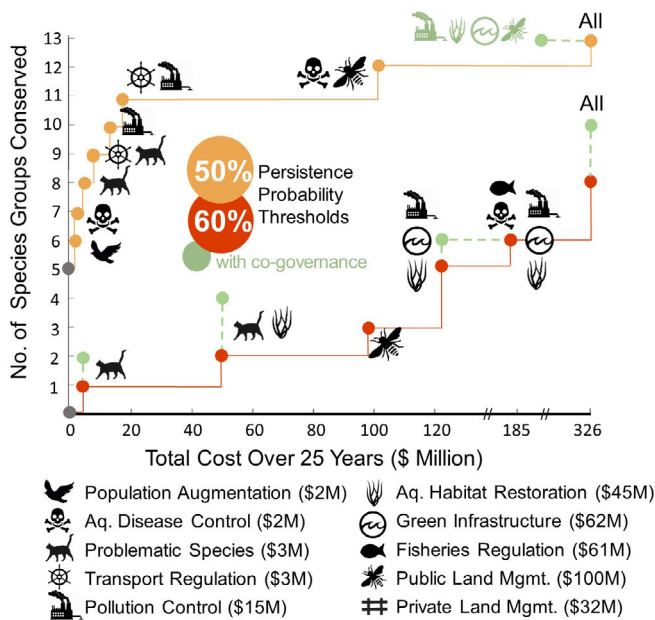 No. of Species Groups Conserved
13
12
11
10
9
8
7
6
5
4
3
2
1
All
All
50%
60%
Persistence
Probability
Thresholds
with co-governance
0
20
40
60
80
100
120
185
326
Total Cost Over 25 Years ($ Million)
Population Augmentation ($2M)
Aq. Disease Control ($2M)
Problematic Species ($3M)
Transport Regulation ($3M)
Pollution Control ($15M)
Aq. Habitat Restoration ($45M)
Green Infrastructure ($62M)
Fisheries Regulation ($61M)
Public Land Mgmt. ($100M)
Private Land Mgmt. ($32M)